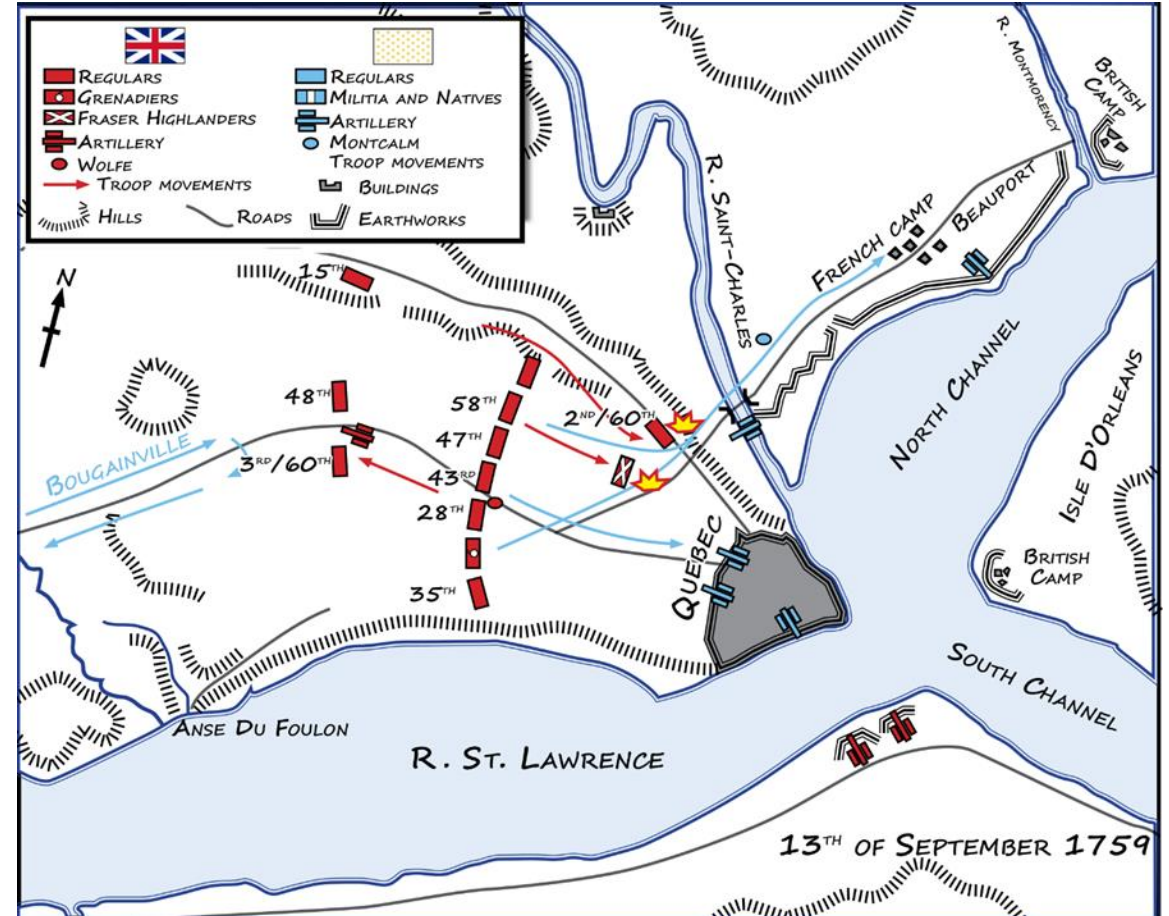 Regulars
Grenadiers
Fraser Highlanders
Artillery
Wolfe
Troop movements
Hills
Roads
Regulars
Militia and Natives
Artillery
Montcalm
Troop movements
Buildings
Earthworks
N
R. Montmorency
British
Camp
R. Saint-Charles
French camp
Beauport
North Channel
Isle d'Orleans
British
Camp
South Channel
15th
48th
3rd/60th
58th
47th
43rd
28th
35th
2nd/60th
Bougainville
Quebec
Anse Du Foulon
R. St. Lawrence
13th of September 1759